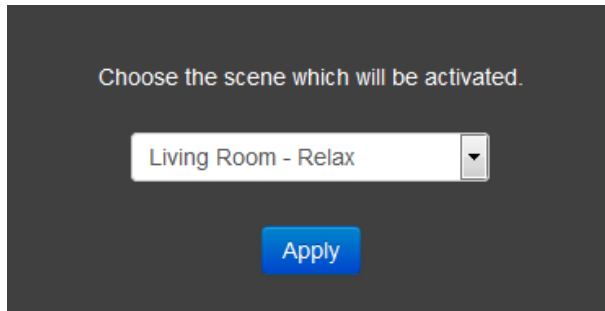 Choose the scene which will be activated.
Living Room - Relax
Apply